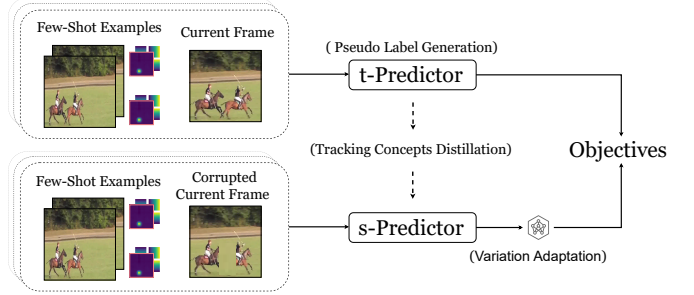 Few-Shot Examples
Current Frame
( Pseudo Label Generation)
t-Predictor
(Tracking Concepts Distillation)
Objectives
Few-Shot Examples
Corrupted
Current Frame
s-Predictor
(Variation Adaptation)